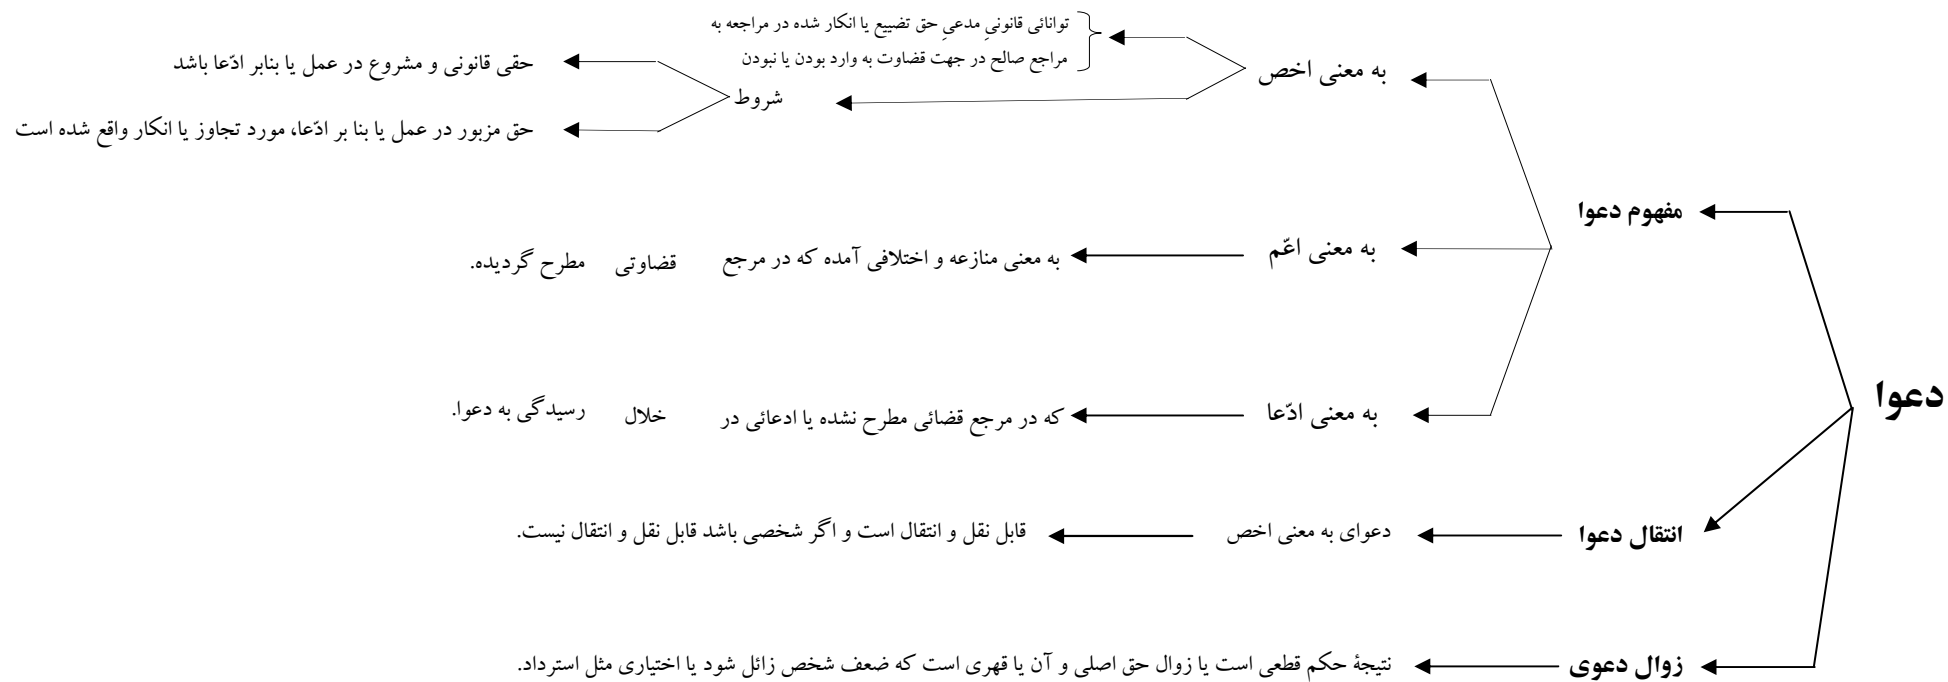 دعوا
مفهوم دعوا
به معنی اخص
توانائی قانونیِ مدعیِ حق تضییع یا انکار شده در مراجعه به
مراجع صالح در جهت قضاوت به وارد بودن یا نبودن
شروط
حقی قانونی و مشروع در عمل یا بنابر ادّعا باشد
حق مزبور در عمل یا بنا بر ادّعا، مورد تجاوز یا انکار واقع شده است
به معنی اعّم
به معنی منازعه و اختلافی آمده که در مرجع قضاوتی مطرح گردیده.
به معنی ادّعا
که در مرجع قضائی مطرح نشده یا ادعائی در خلال رسیدگی به دعوا.
انتقال دعوا
دعوای به معنی اخص
قابل نقل و انتقال است و اگر شخصی باشد قابل نقل و انتقال نیست.
زوال دعوی
نتیجهٔ حکم قطعی است یا زوال حق اصلی و آن یا قهری است که ضعف شخص زائل شود یا اختیاری مثل استرداد.